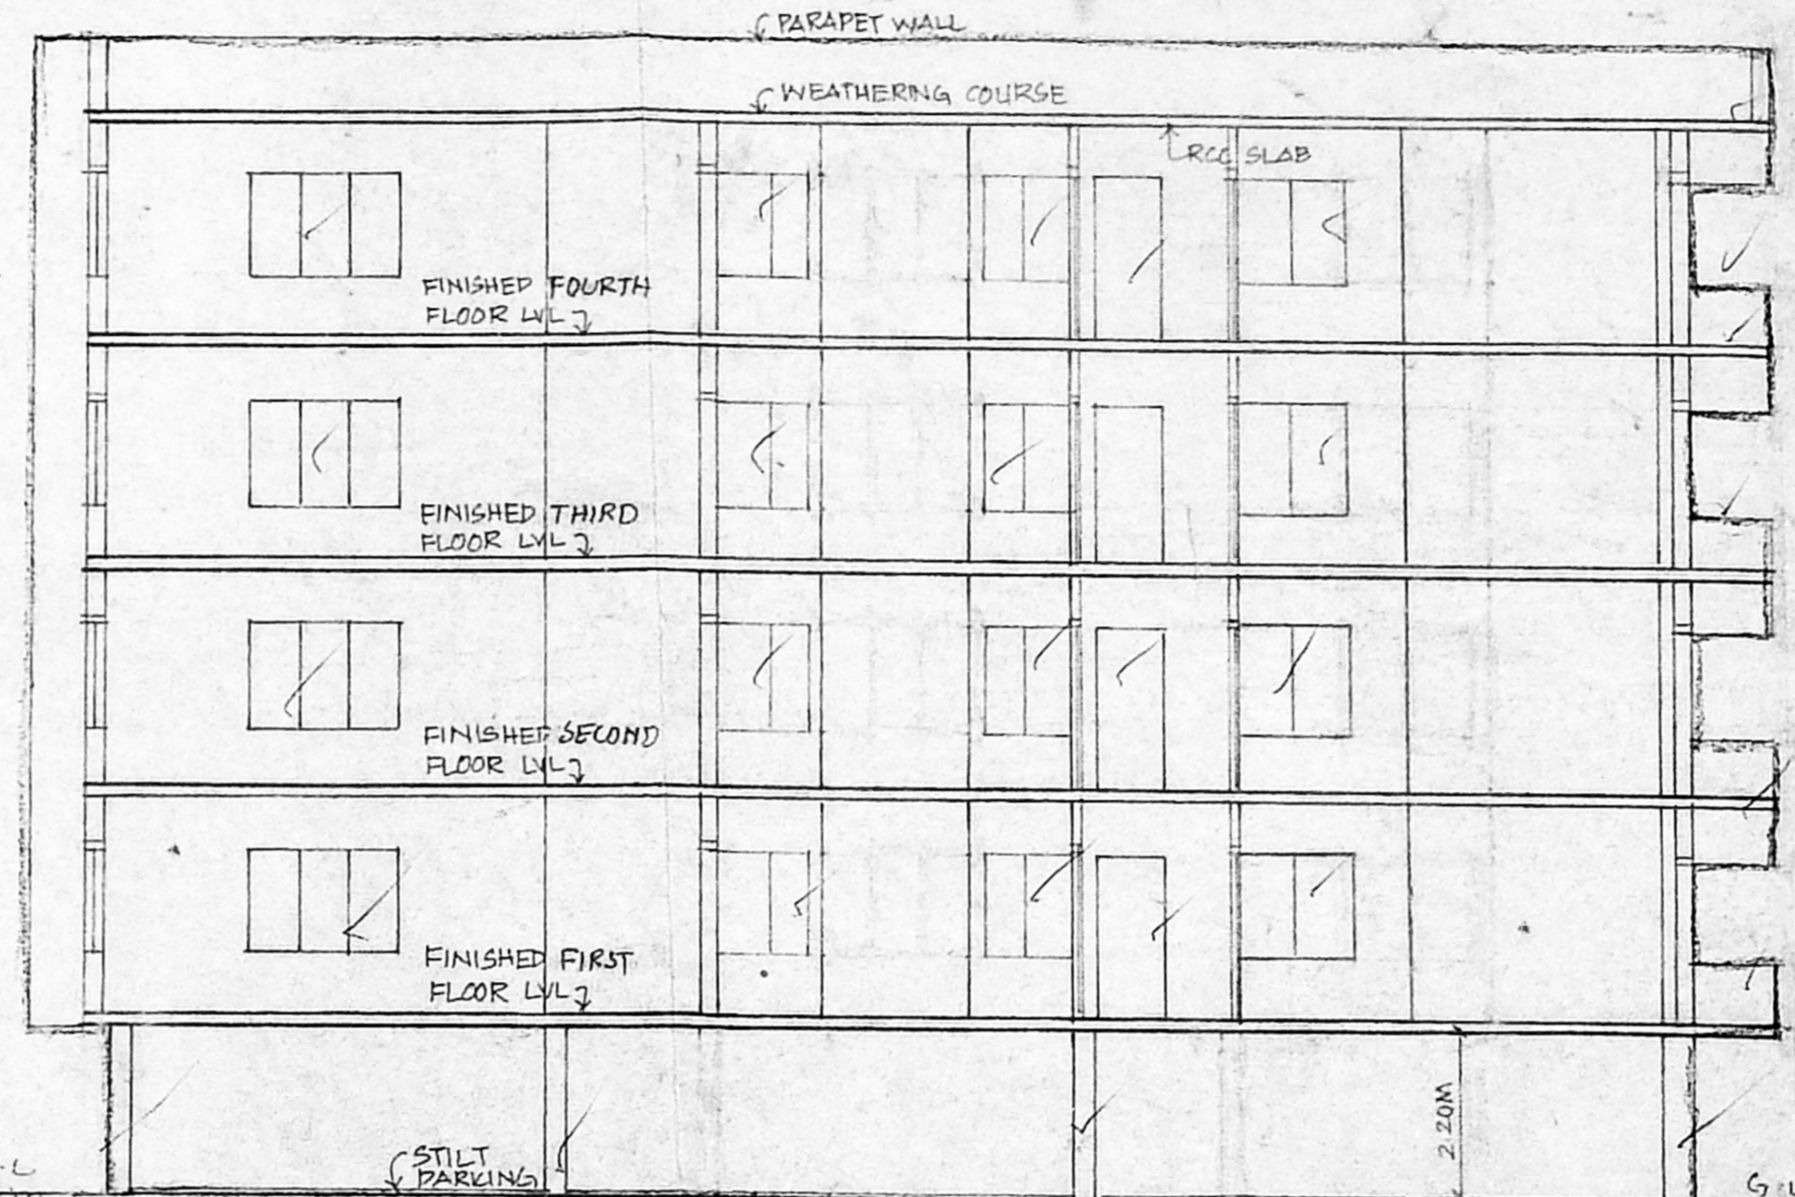 PARAPET WALL
WEATHERING COURSE
RCC SLAB
FINISHED FOURTH
FLOOR LVL
FINISHED THIRD
FLOOR LVL
FINISHED SECOND
FLOOR LVL
FINISHED FIRST
FLOOR LVL
2.20M
STILT
PARKING